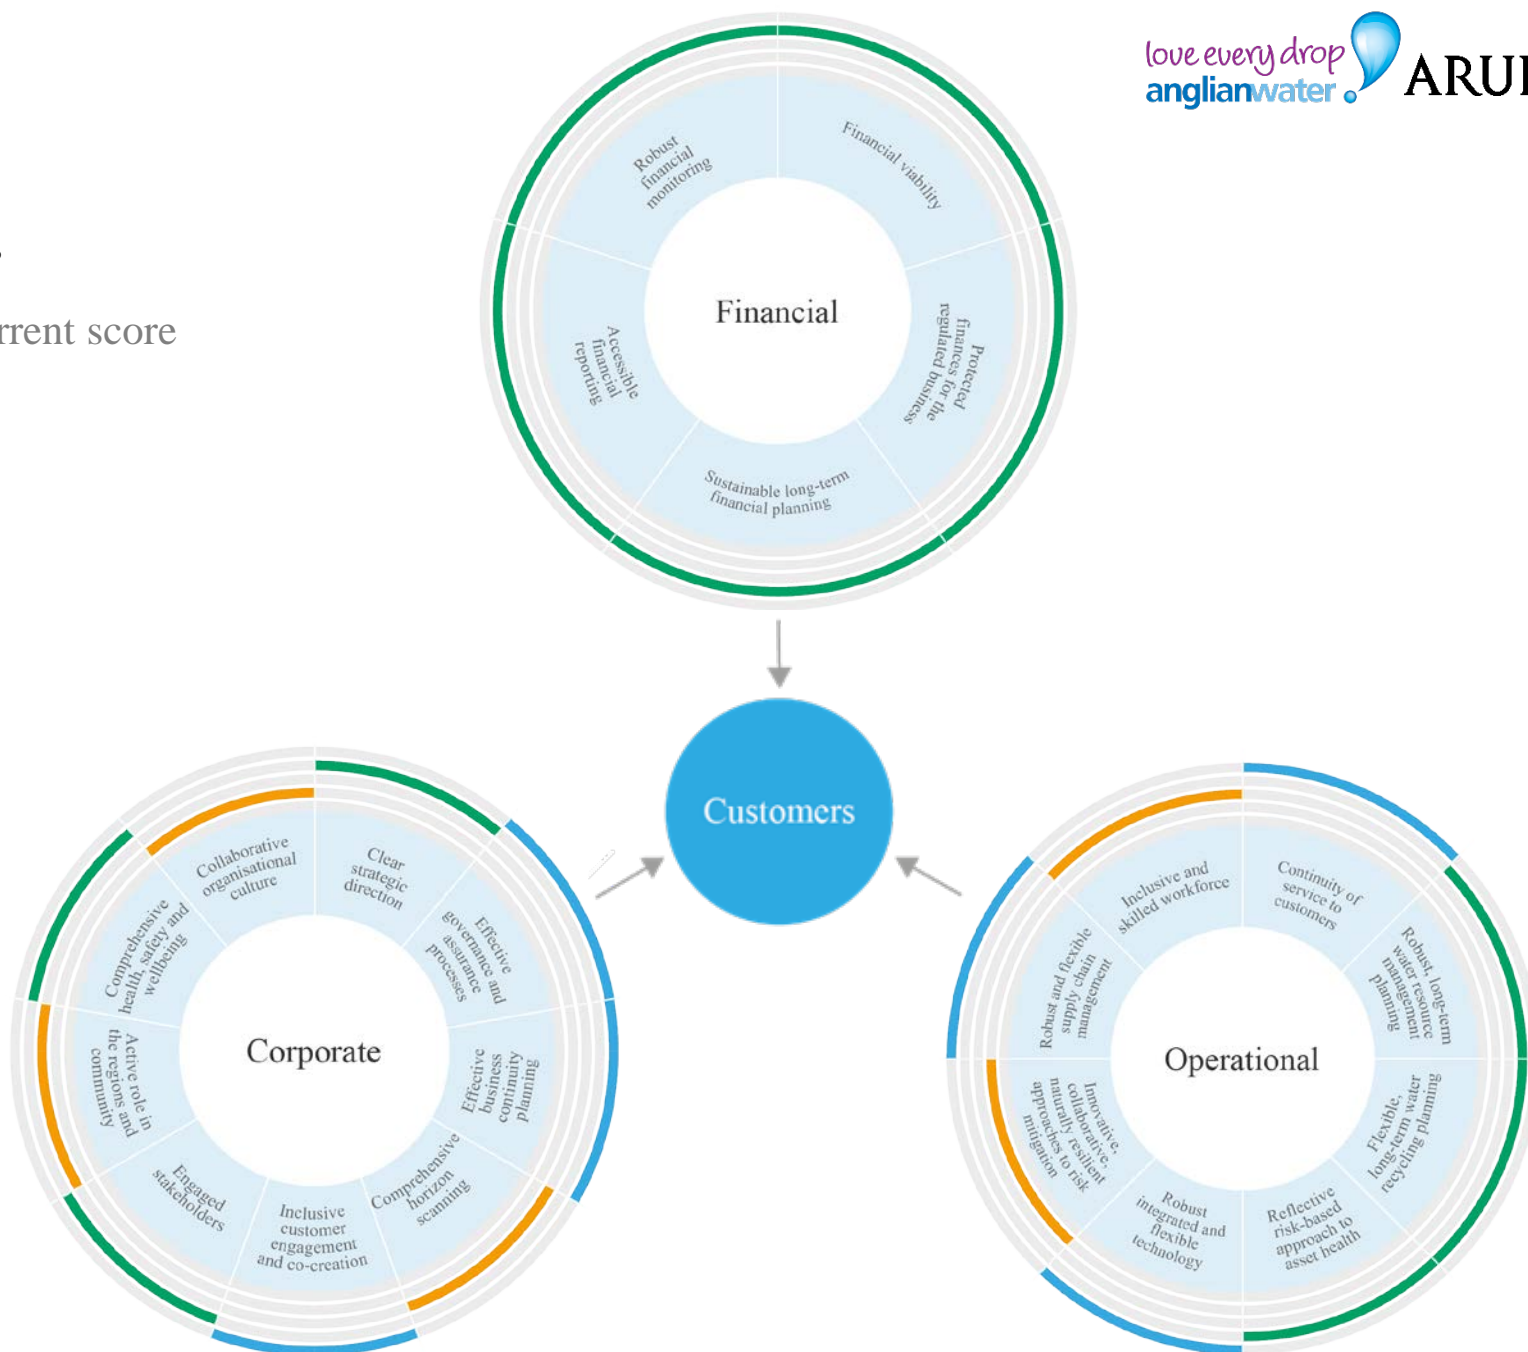 love every drop
anglianwater
ARUP
rrent score
Robust
financial
monitoring
Financial viability
Financial
Accessible
financial
reporting
Protected
finances for the
regulated business
Sustainable long-term
financial planning
Customers
Collaborative
organisational
culture
Clear
strategic
direction
Comprehensive
health, safety and
wellbeing
Effective
governance and
assurance
processes
Corporate
Active role in
the regions and
community
Effective
business
continuity
planning
Engaged
stakeholders
Inclusive
customer
engagement
and co-creation
Comprehensive
horizon
scanning
Inclusive and
skilled workforce
Continuity of
service to
customers
Robust and flexible
supply chain
management
Robust, long-term
water resource
management
planning
Operational
Innovative,
collaborative,
naturally resilient
approaches to risk
mitigation
Flexible,
long-term water
recycling planning
Robust
integrated and
flexible
technology
Reflective
risk-based
approach to
asset health